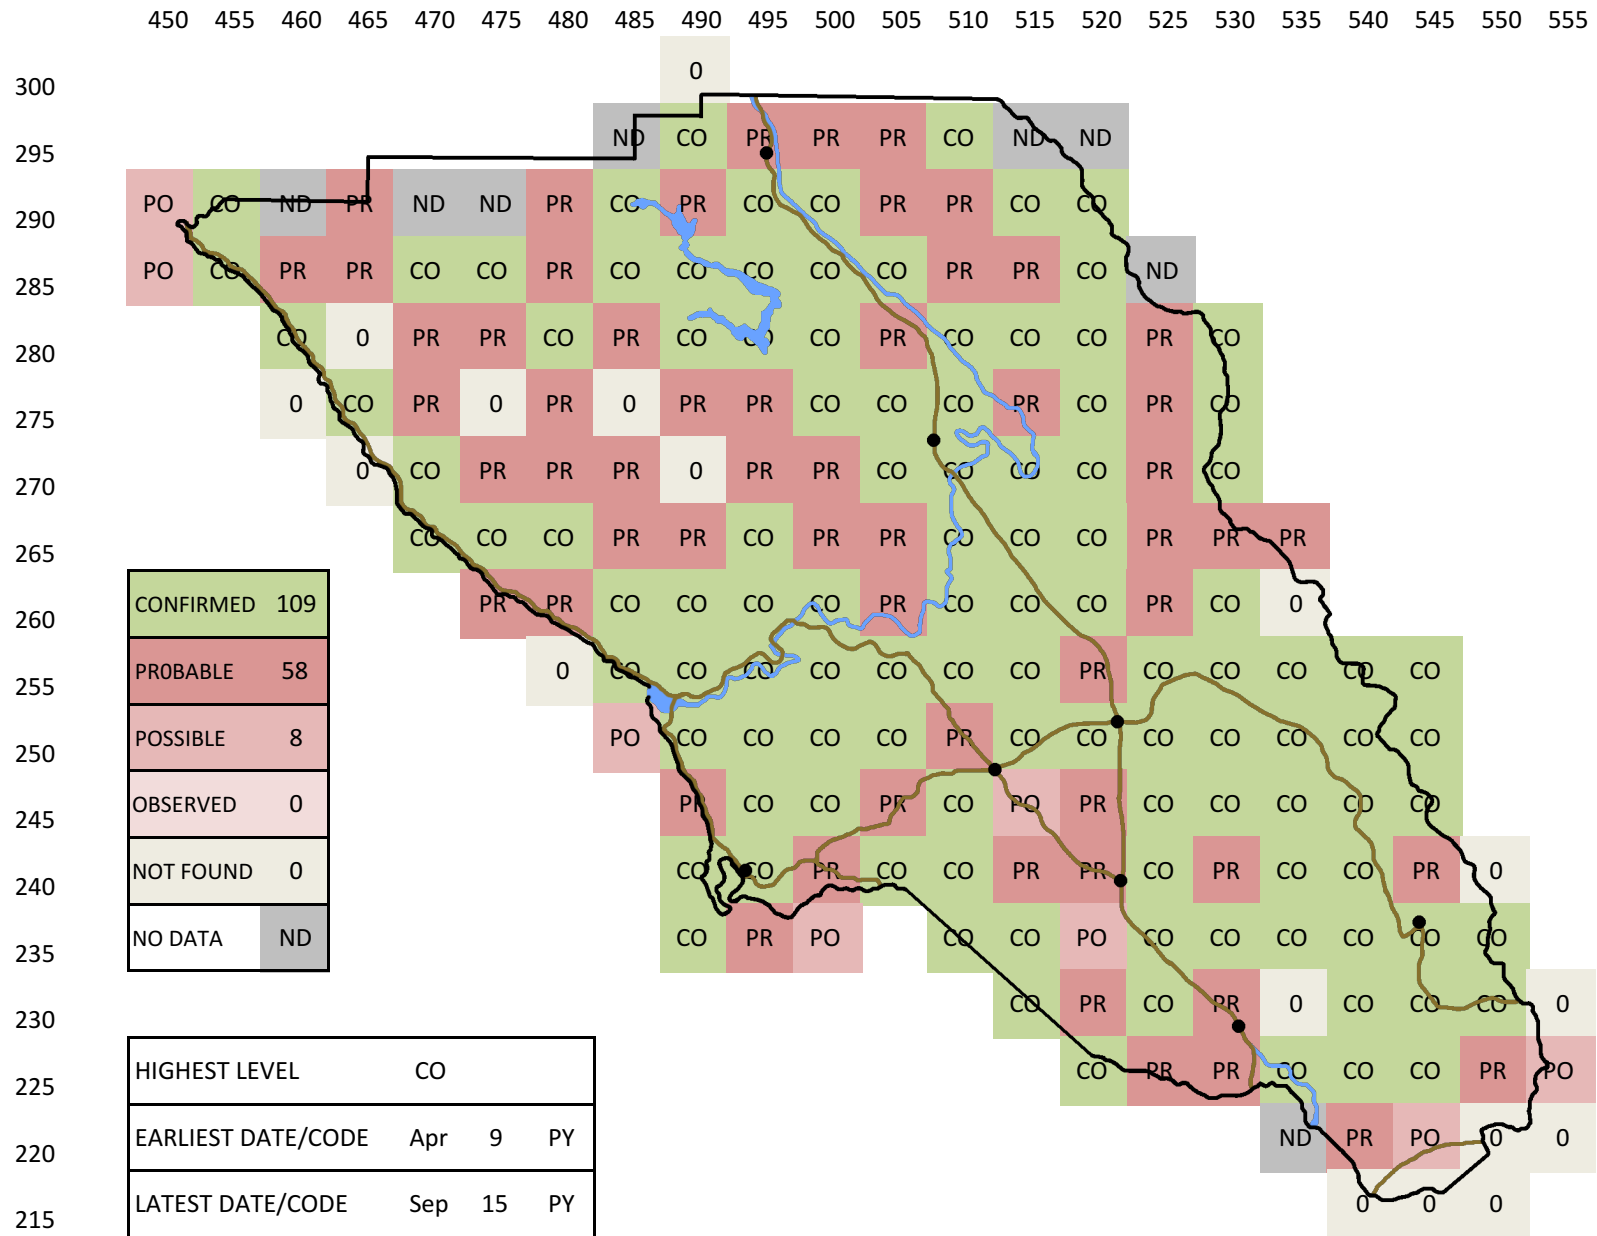 450 455 460 465 470 475 480 485 490 495 500 505 510 515 520 525 530 535 540 545 550 555
0
300
ND CO PR PR PR CO ND ND
295
PO CO ND PR ND ND PR CO PR CO CO PR PR CO CO
290
PO CO PR PR CO CO PR CO CO CO CO CO PR PR CO ND
285
CO 0 PR PR CO PR CO CO CO PR CO CO CO PR CO
280
0 CO PR 0 PR 0 PR PR CO CO CO PR CO PR CO
275
0 CO PR PR PR 0 PR PR CO CO CO CO PR CO
270
CO CO CO PR PR CO PR PR CO CO CO PR PR PR
265
CONFIRMED 109 PR PR CO CO CO CO PR CO CO CO PR CO 0
260
PR0BABLE 58 0 CO CO CO CO CO CO CO PR CO CO CO CO CO
255
POSSIBLE 8 PO CO CO CO CO PR CO CO CO CO CO CO CO
250
OBSERVED 0 PR CO CO PR CO PO PR CO CO CO CO CO
245
NOT FOUND 0 CO CO PR CO CO PR PR CO PR CO CO PR 0
240
NO DATA ND CO PR PO CO CO PO CO CO CO CO CO CO
235
CO PR CO PR 0 CO CO CO 0
230
HIGHEST LEVEL CO CO PR PR CO CO CO PR PO
225
EARLIEST DATE/CODE Apr 9 PY ND PR PO 0 0
220
LATEST DATE/CODE Sep 15 PY 0 0 0
215